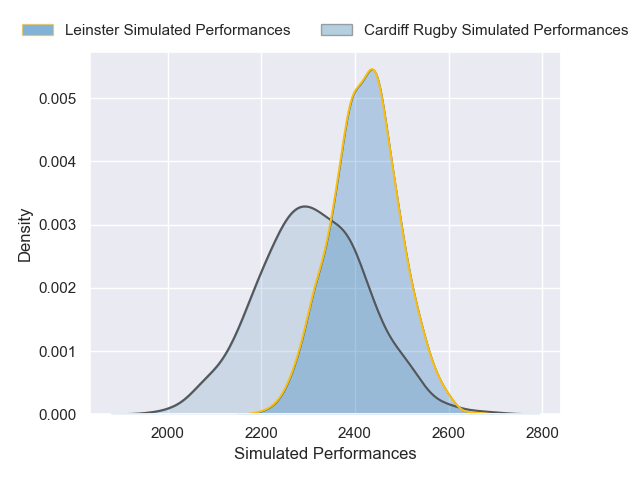 Leinster Simulated Performances Cardiff Rugby Simulated Performances
0.005
0.004
0.003
0.002
0.001
0.000
Density
2000 2200 2400 2600 2800
Simulated Performances